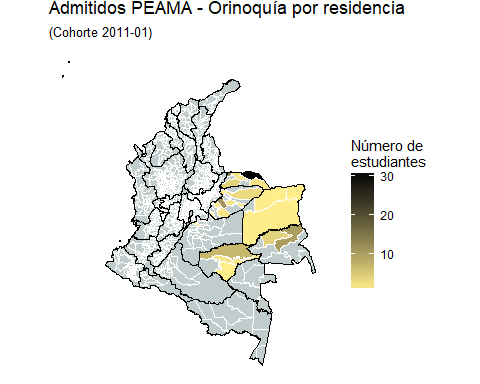 Admitidos PEAMA - Orinoquía por residencia
(Cohorte 2011-01)
Número de
estudiantes
30
20
10